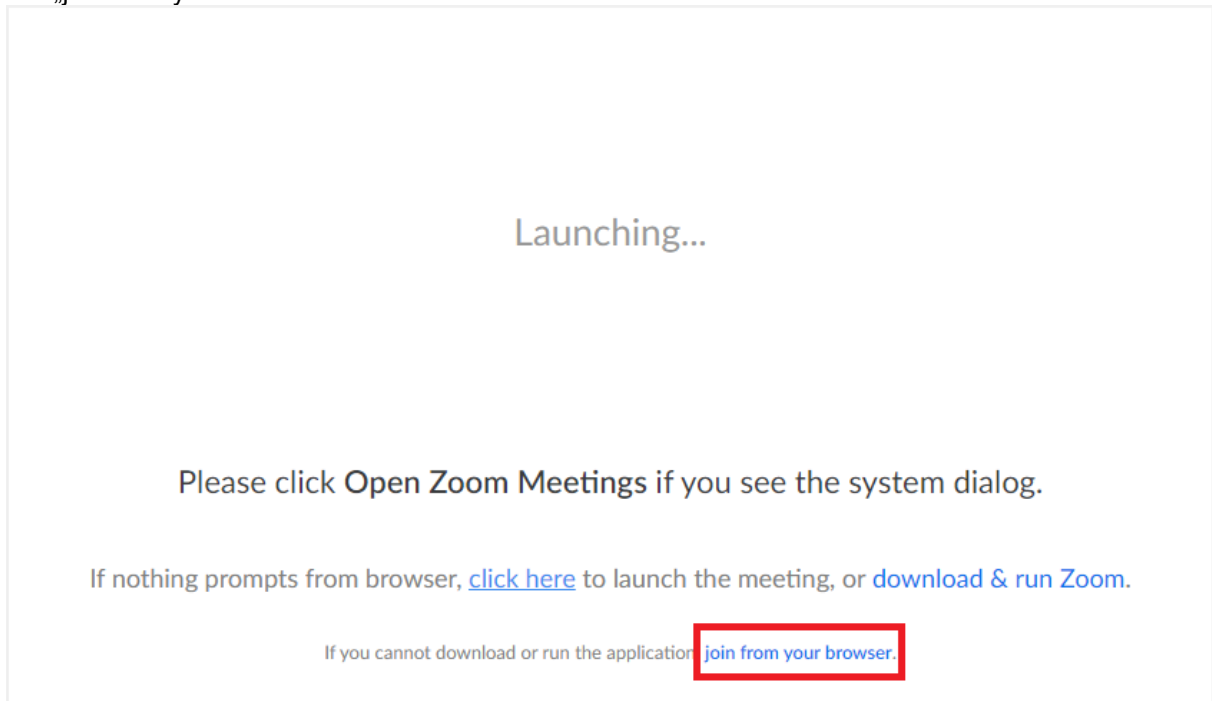 Launching...
Please click Open Zoom Meetings if you see the system dialog.
If nothing prompts from browser, click here to launch the meeting, or download & run Zoom.
If you cannot download or run the application join from your browser.